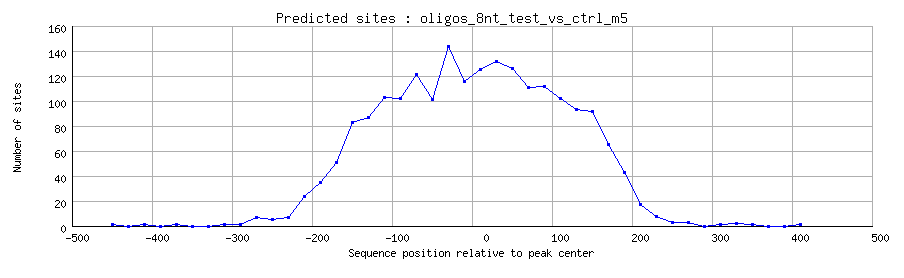 Predicted sites : oligos_8nt_test_vs_ctrl_m5
160
140
120
100
80
60
40
20
0
Number of sites
-500 -400 -300 -200 -100 0 100 200 300 400 500
Sequence position relative to peak center